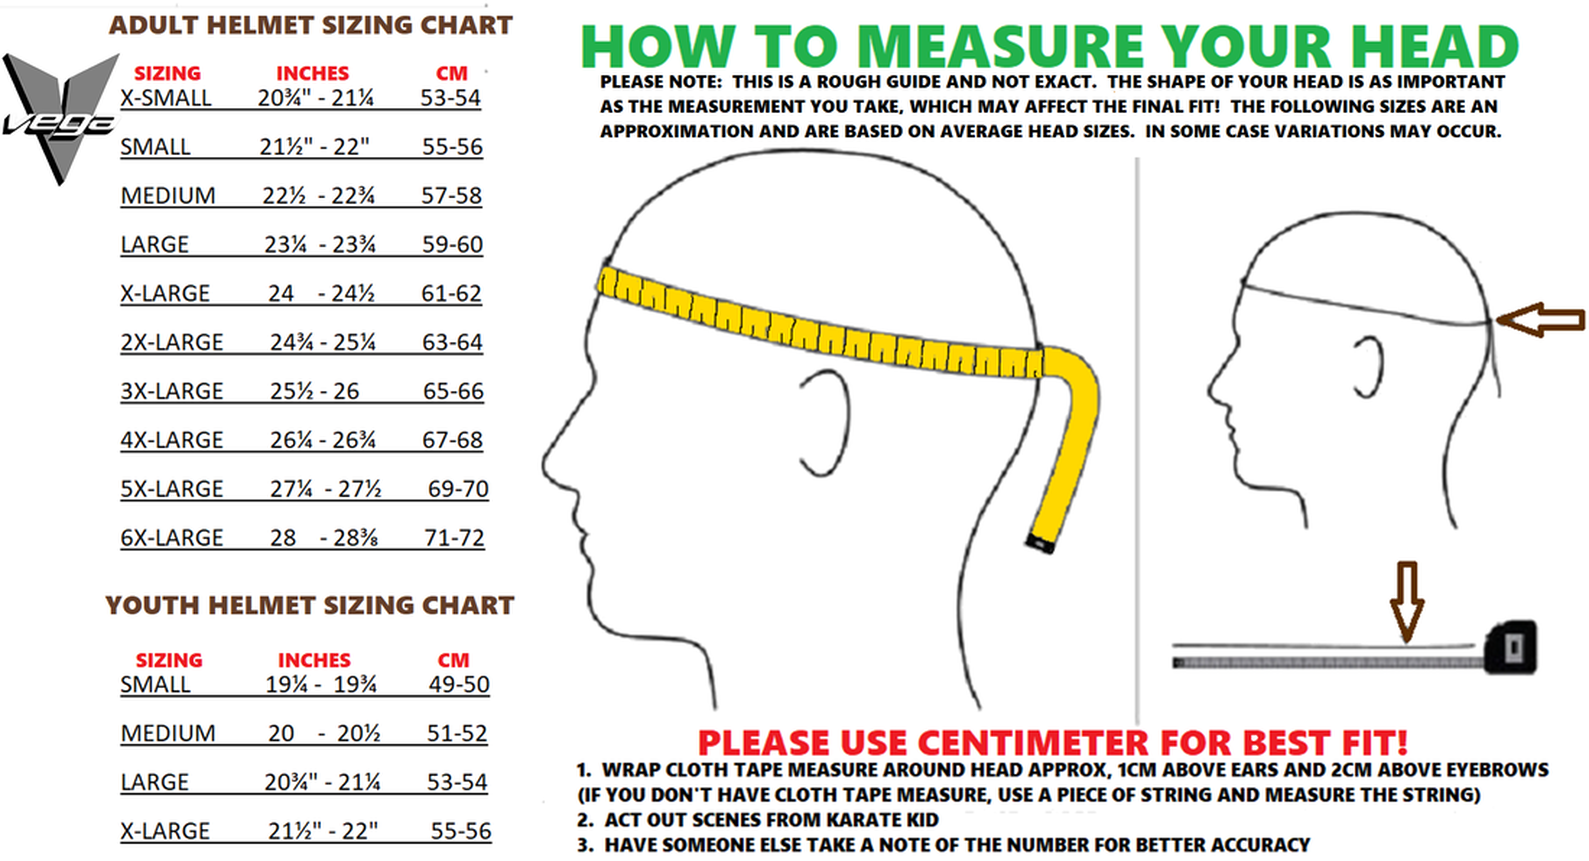 ADULT HELMET SIZING CHART
vega
SIZING INCHES CM
X-SMALL 20¾" - 21¼ 53-54
SMALL 21½" - 22" 55-56
MEDIUM 22½ - 22¾ 57-58
LARGE 23¼ - 23¾ 59-60
X-LARGE 24 - 24½ 61-62
2X-LARGE 24¾ - 25¼ 63-64
3X-LARGE 25½ - 26 65-66
4X-LARGE 26¼ - 26¾ 67-68
5X-LARGE 27¼ - 27½ 69-70
6X-LARGE 28 - 28⅜ 71-72
YOUTH HELMET SIZING CHART
SIZING INCHES CM
SMALL 19¼ - 19¾ 49-50
MEDIUM 20 - 20½ 51-52
LARGE 20¾" - 21¼ 53-54
X-LARGE 21½" - 22" 55-56
HOW TO MEASURE YOUR HEAD
PLEASE NOTE: THIS IS A ROUGH GUIDE AND NOT EXACT. THE SHAPE OF YOUR HEAD IS AS IMPORTANT
AS THE MEASUREMENT YOU TAKE, WHICH MAY AFFECT THE FINAL FIT! THE FOLLOWING SIZES ARE AN
APPROXIMATION AND ARE BASED ON AVERAGE HEAD SIZES. IN SOME CASE VARIATIONS MAY OCCUR.
PLEASE USE CENTIMETER FOR BEST FIT!
1. WRAP CLOTH TAPE MEASURE AROUND HEAD APPROX, 1CM ABOVE EARS AND 2CM ABOVE EYEBROWS
(IF YOU DON'T HAVE CLOTH TAPE MEASURE, USE A PIECE OF STRING AND MEASURE THE STRING)
2. ACT OUT SCENES FROM KARATE KID
3. HAVE SOMEONE ELSE TAKE A NOTE OF THE NUMBER FOR BETTER ACCURACY